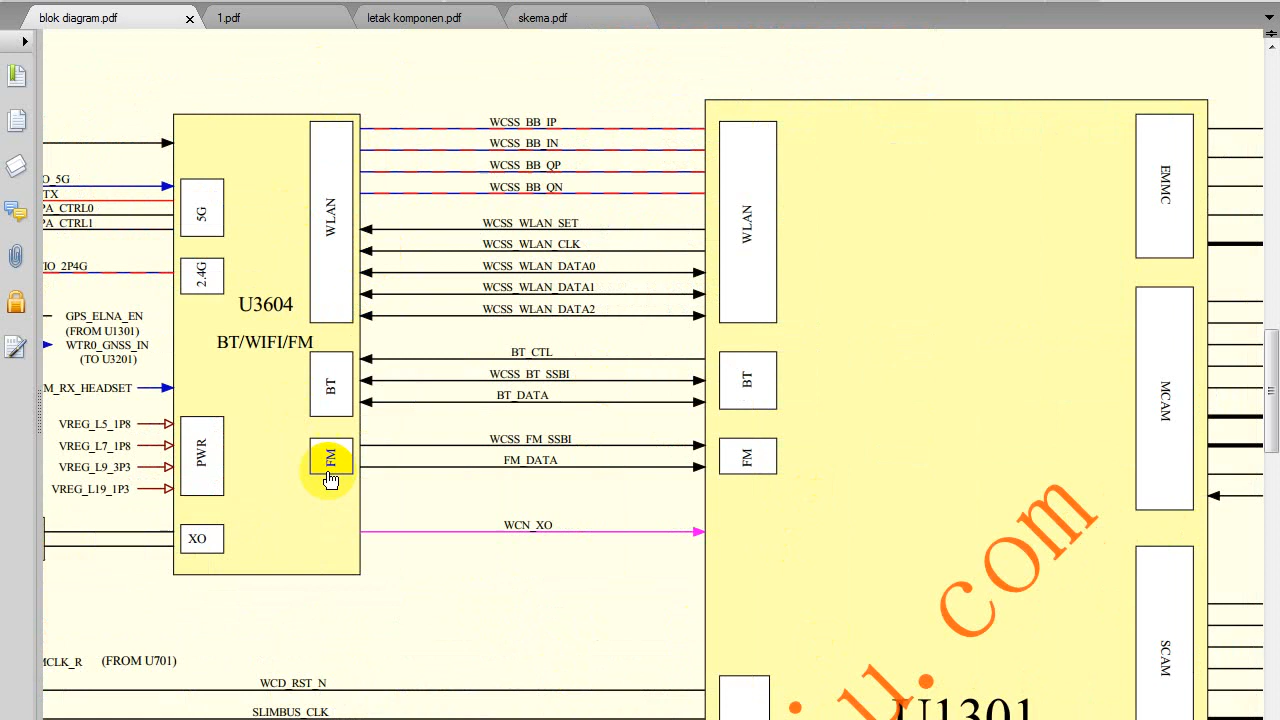 blok diagram.pdf
1.pdf
letak komponen.pdf
skema.pdf
O_5G
TX
PA_CTRL0
PA_CTRL1
IO_2P4G
GPS_ELNA_EN
(FROM U1301)
WTR0_GNSS_IN
(TO U3201)
M_RX_HEADSET
VREG_L5_1P8
VREG_L7_1P8
VREG_L9_3P3
VREG_L19_1P3
5G
2.4G
PWR
XO
U3604
BT/WIFI/FM
WLAN
BT
FM
WCSS_BB_IP
WCSS_BB_IN
WCSS_BB_QP
WCSS_BB_QN
WCSS_WLAN_SET
WCSS_WLAN_CLK
WCSS_WLAN_DATA0
WCSS_WLAN_DATA1
WCSS_WLAN_DATA2
BT_CTL
WCSS_BT_SSBI
BT_DATA
WCSS_FM_SSBI
FM_DATA
WCN_XO
WLAN
BT
FM
EMMC
MCAM
SCAM
MCLK_R (FROM U701)
WCD_RST_N
SLIMBUS_CLK
U1301
iu.com